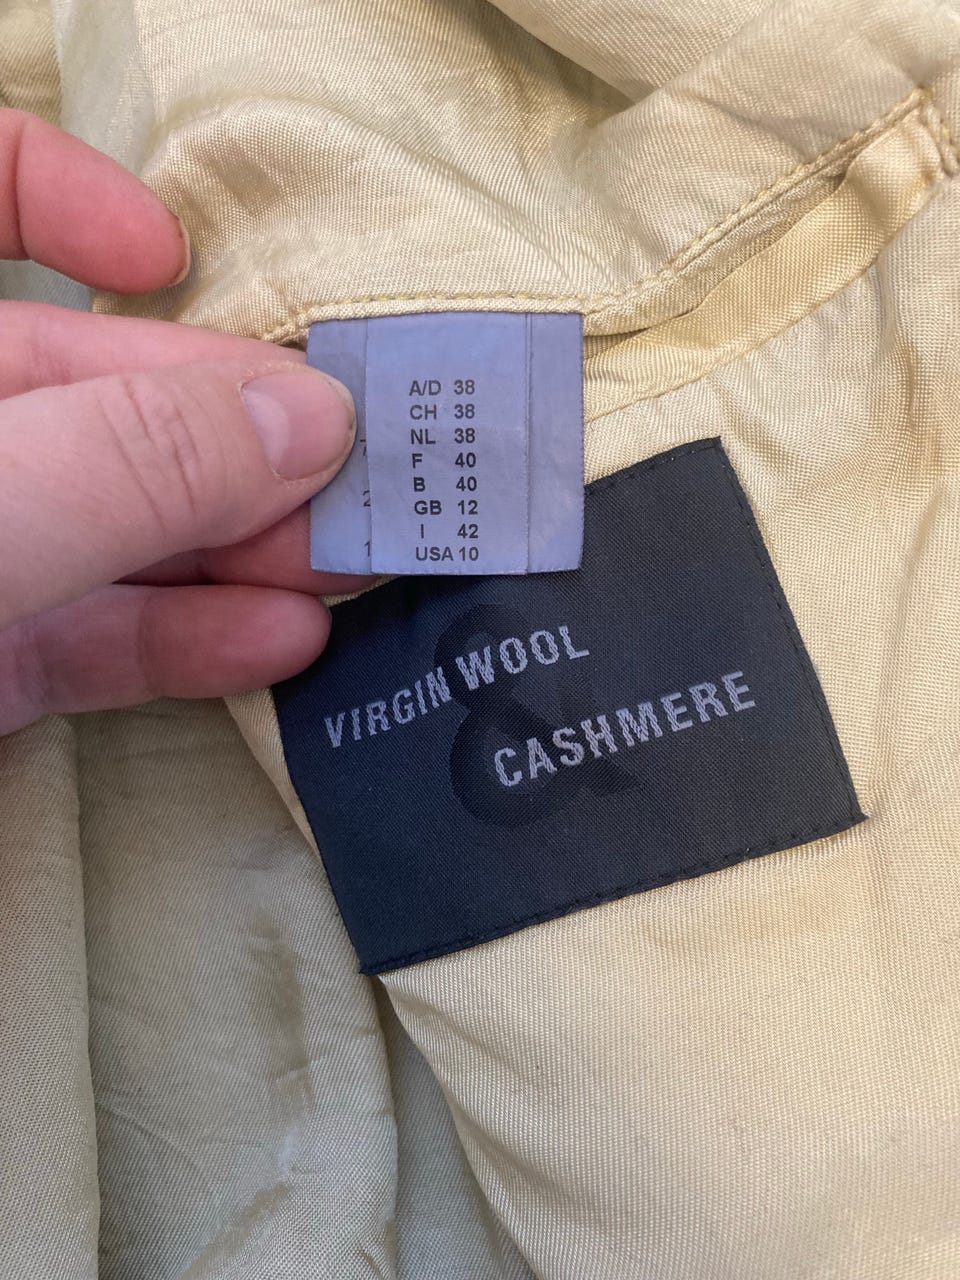 A/D 38
CH 38
NL 38
F 40
B 40
GB 12
I 42
USA 10
VIRGIN WOOL
&
CASHMERE